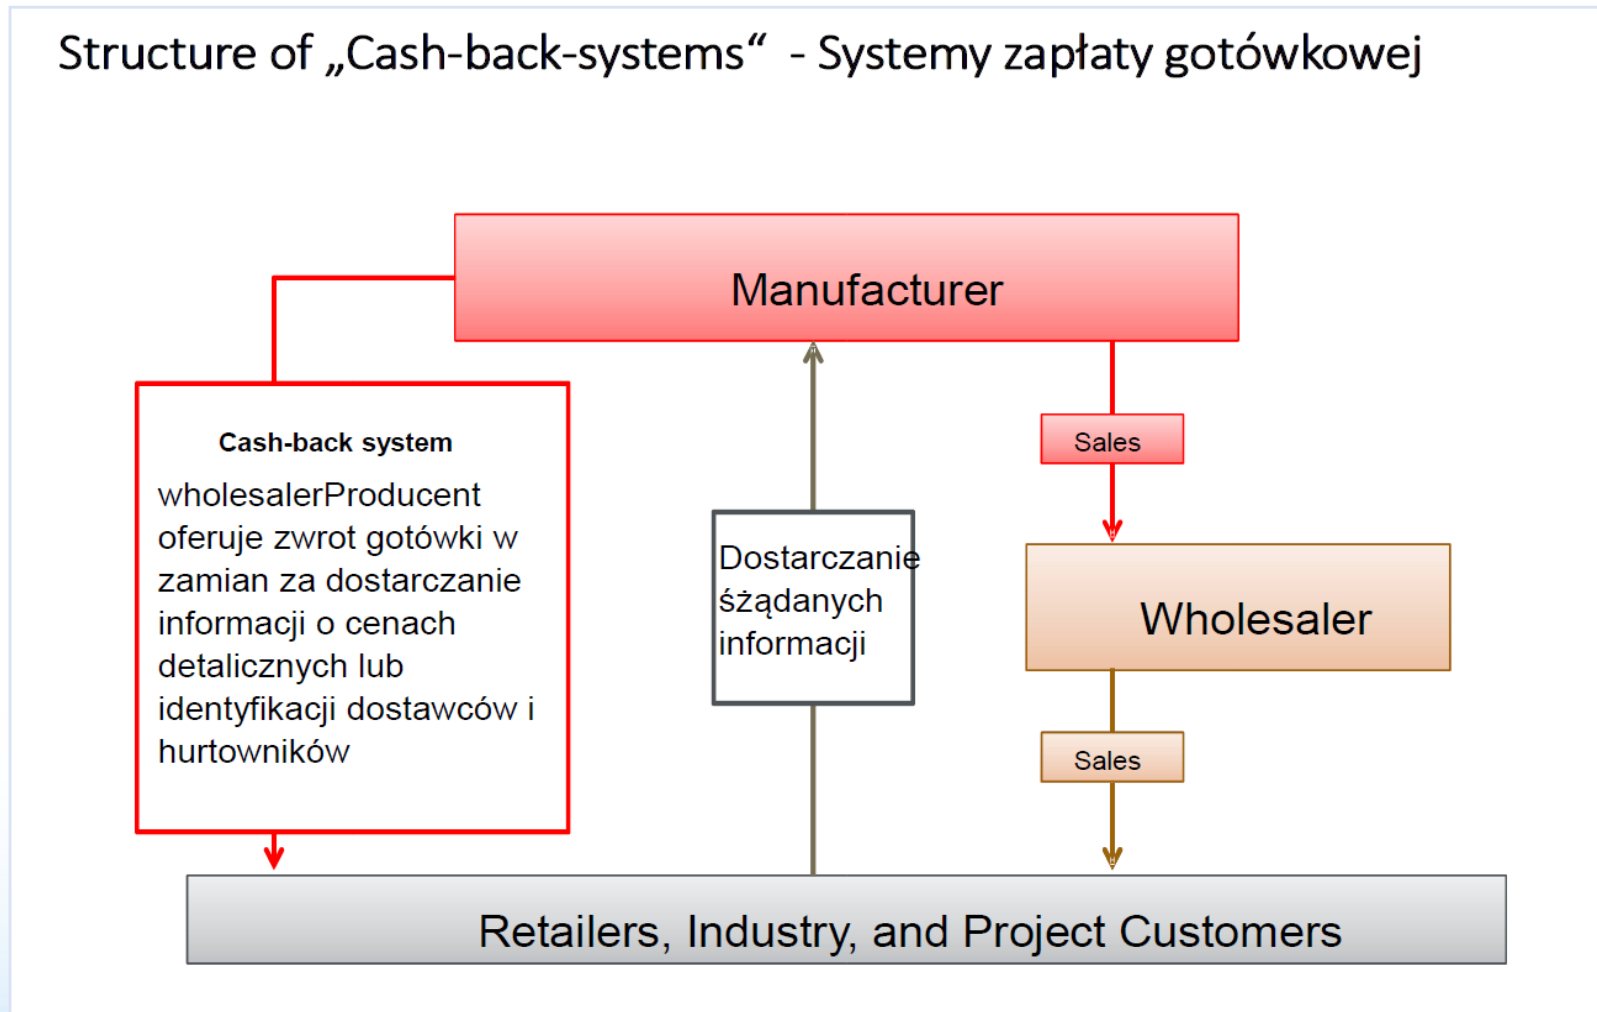 Structure of „Cash-back-systems“ - Systemy zapłaty gotówkowej
Manufacturer
Cash-back system
wholesalerProducent
oferuje zwrot gotówki w
zamian za dostarczanie
informacji o cenach
detalicznych lub
identyfikacji dostawców i
hurtowników
Dostarczanie
śżądanych
informacji
Sales
Wholesaler
Sales
Retailers, Industry, and Project Customers